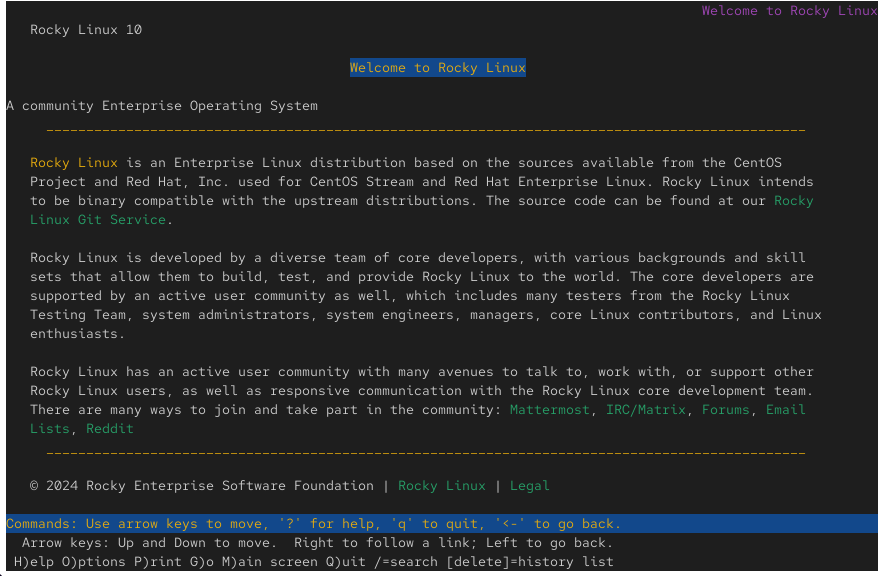 Welcome to Rocky Linux
Rocky Linux 10
Welcome to Rocky Linux
A community Enterprise Operating System
Rocky Linux is an Enterprise Linux distribution based on the sources available from the CentOS
Project and Red Hat, Inc. used for CentOS Stream and Red Hat Enterprise Linux. Rocky Linux intends
to be binary compatible with the upstream distributions. The source code can be found at our Rocky
Linux Git Service.
Rocky Linux is developed by a diverse team of core developers, with various backgrounds and skill
sets that allow them to build, test, and provide Rocky Linux to the world. The core developers are
supported by an active user community as well, which includes many testers from the Rocky Linux
Testing Team, system administrators, system engineers, managers, core Linux contributors, and Linux
enthusiasts.
Rocky Linux has an active user community with many avenues to talk to, work with, or support other
Rocky Linux users, as well as responsive communication with the Rocky Linux core development team.
There are many ways to join and take part in the community: Mattermost, IRC/Matrix, Forums, Email
Lists, Reddit
© 2024 Rocky Enterprise Software Foundation | Rocky Linux | Legal
Commands: Use arrow keys to move, '?' for help, 'q' to quit, '<-' to go back.
Arrow keys: Up and Down to move.  Right to follow a link; Left to go back.
H)elp O)ptions P)rint G)o M)ain screen Q)uit /=search [delete]=history list